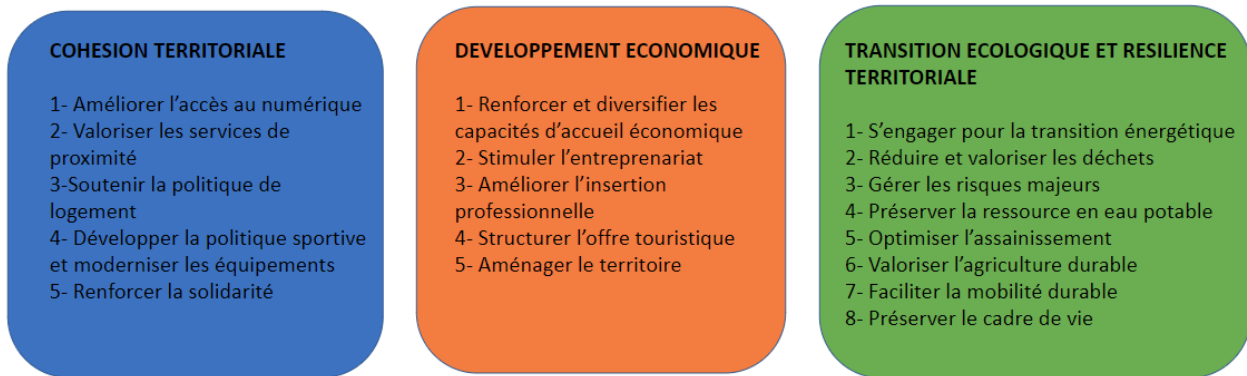 COHESION TERRITORIALE
1- Améliorer l’accès au numérique
2- Valoriser les services de
proximité
3-Soutenir la politique de
logement
4- Développer la politique sportive
et moderniser les équipements
5- Renforcer la solidarité
DEVELOPPEMENT ECONOMIQUE
1- Renforcer et diversifier les
capacités d’accueil économique
2- Stimuler l’entreprenariat
3- Améliorer l’insertion
professionnelle
4- Structurer l’offre touristique
5- Aménager le territoire
TRANSITION ECOLOGIQUE ET RESILIENCE
TERRITORIALE
1- S’engager pour la transition énergétique
2- Réduire et valoriser les déchets
3- Gérer les risques majeurs
4- Préserver la ressource en eau potable
5- Optimiser l’assainissement
6- Valoriser l’agriculture durable
7- Faciliter la mobilité durable
8- Préserver le cadre de vie